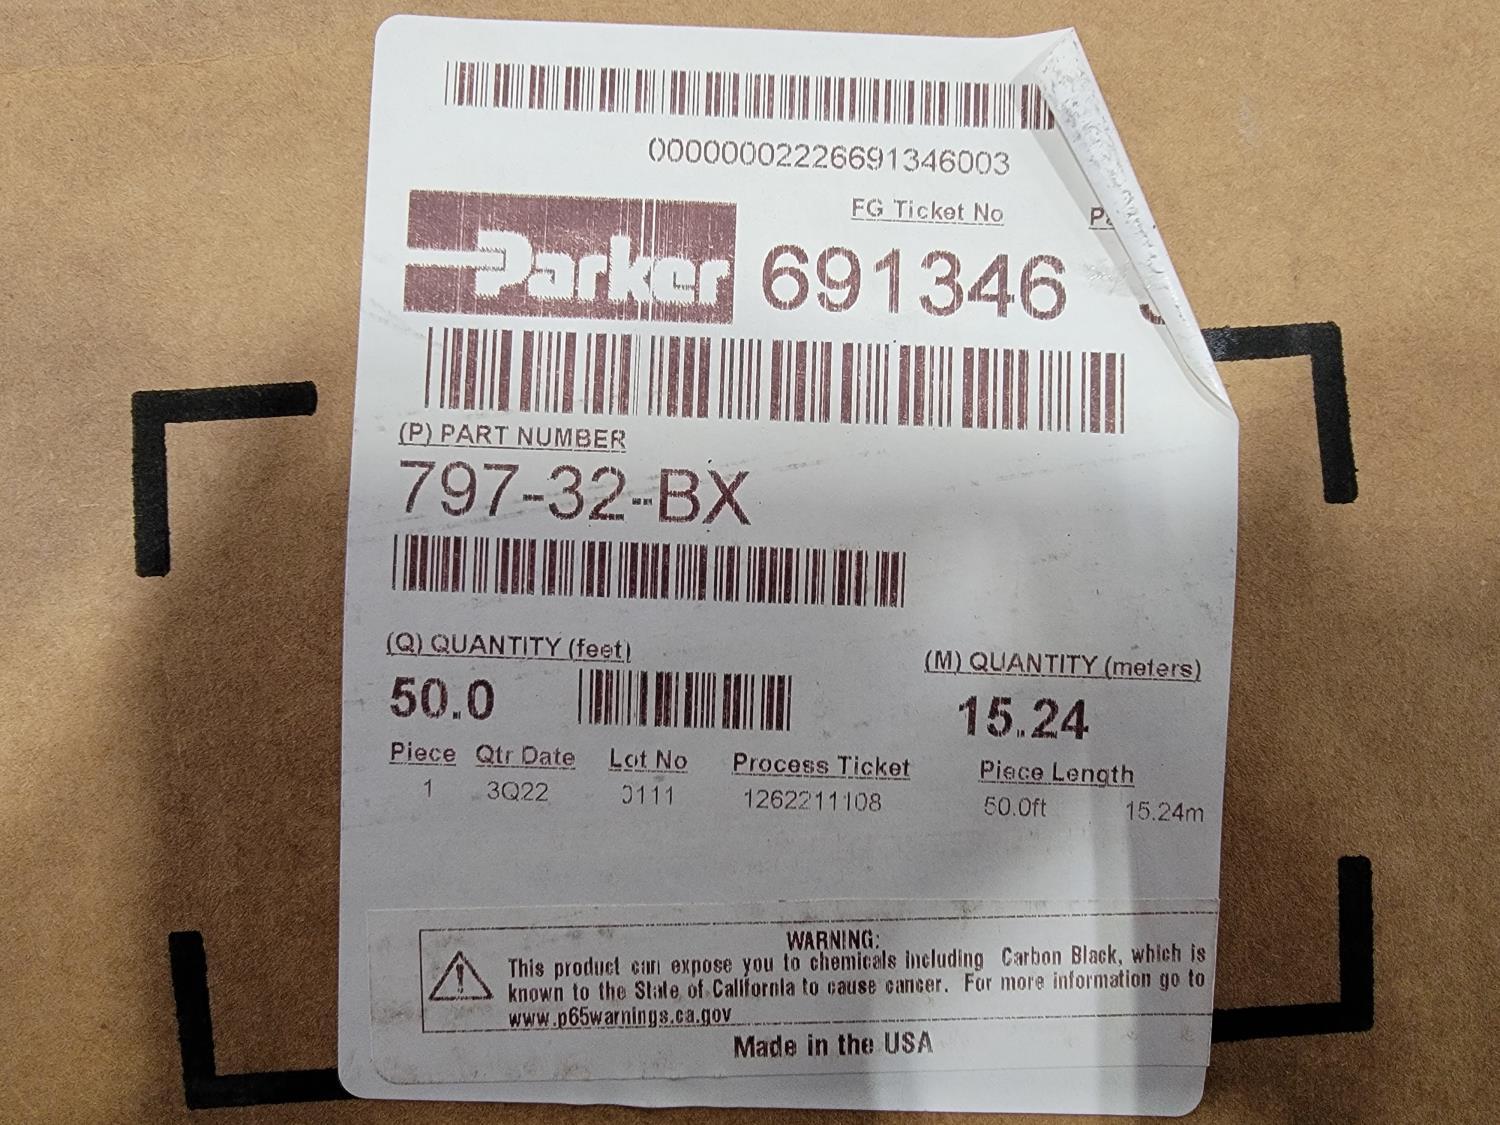 00000002226691346003
FG Ticket No
Parker 691346
(P) PART NUMBER
797-32-BX
(Q) QUANTITY (feet)
(M) QUANTITY (meters)
50.0
15.24
Piece Qtr Date Lot No Process Ticket Piece Length
1 3Q22 0111 1262211108 50.0ft 15.24m
WARNING:
This product can expose you to chemicals including Carbon Black, which is
known to the State of California to cause cancer. For more information go to
www.p65warnings.ca.gov
Made in the USA